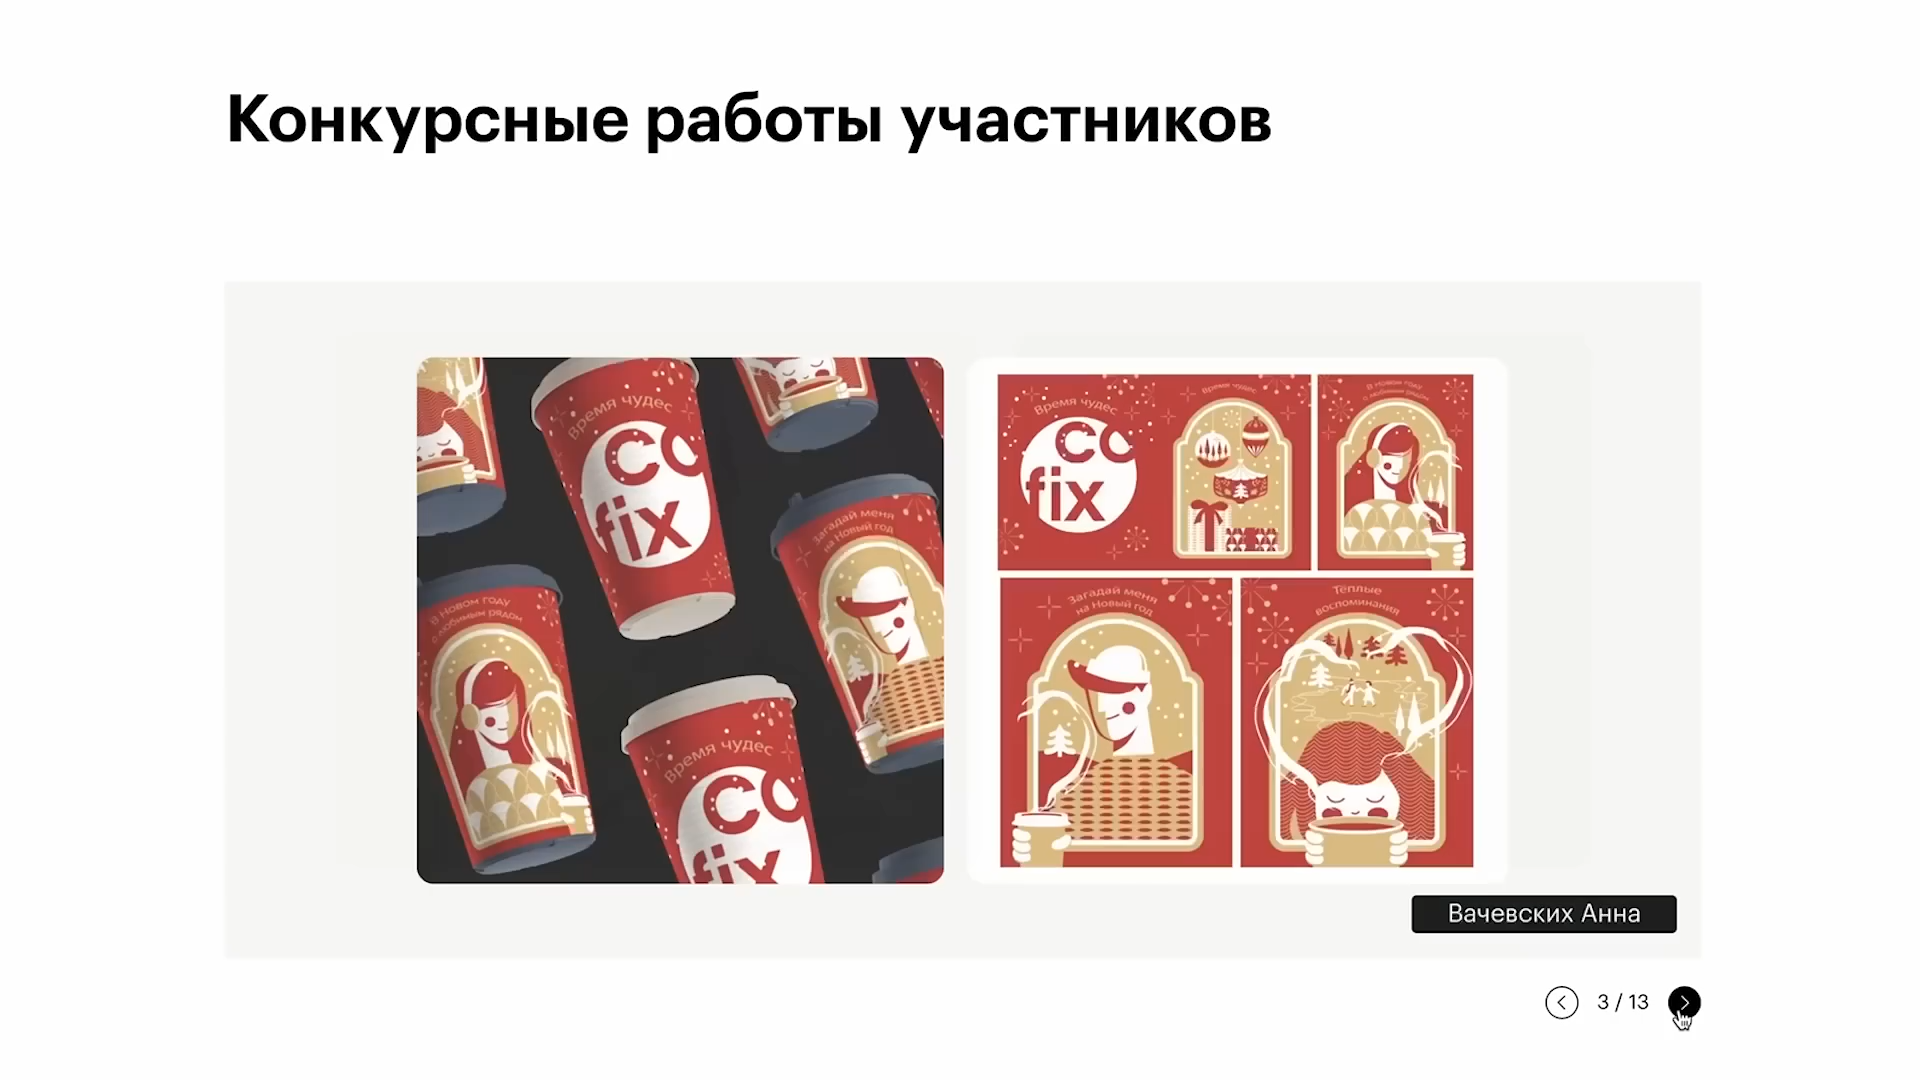 Конкурсные работы участников
Время чудес
co
fix
Загадай меня
на Новый год
В Новом году
с любимым рядом
Время чудес
co
fix
Время чудес
co
fix
Время чудес
В Новом году
с любимым рядом
Загадай меня
на Новый год
Тёплые
воспоминания
Вачевских Анна
3 / 13